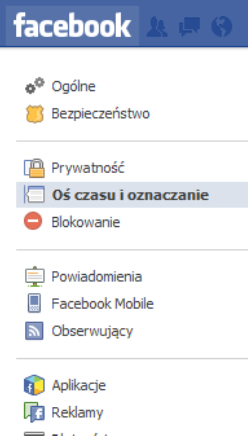 facebook
Ogólne
Bezpieczeństwo
Prywatność
Oś czasu i oznaczanie
Blokowanie
Powiadomienia
Facebook Mobile
Obserwujący
Aplikacje
Reklamy